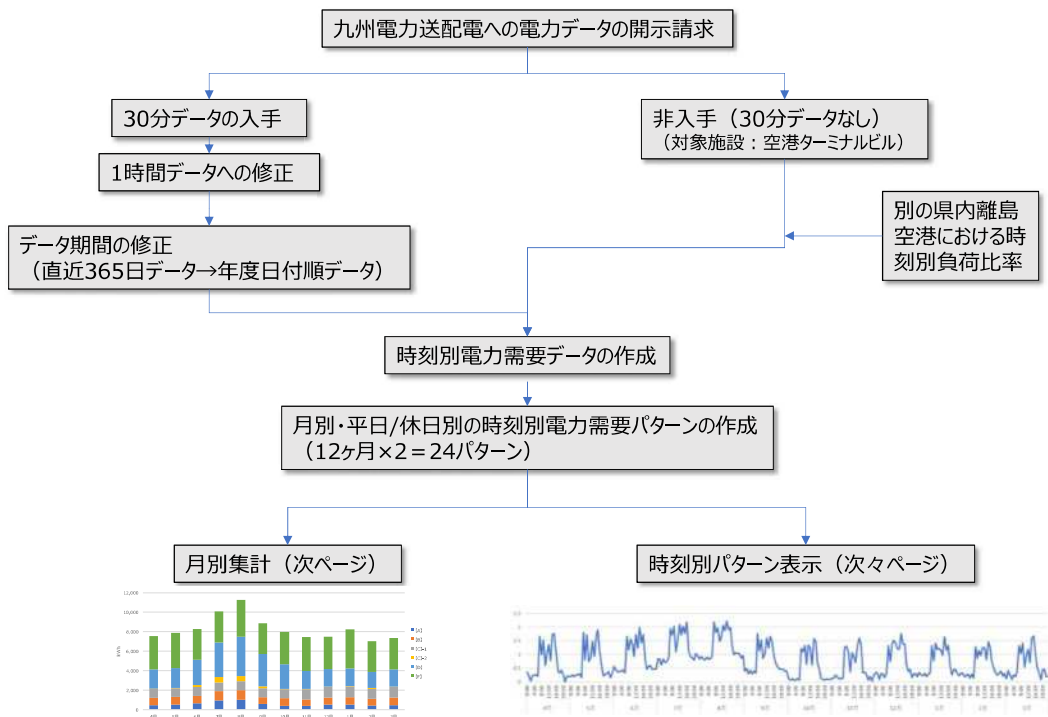 九州電力送配電への電力データの開示請求
30分データの入手
非入手（30分データなし）
（対象施設：空港ターミナルビル）
1時間データへの修正
別の県内離島
空港における時
刻別負荷比率
データ期間の修正
（直近365日データ→年度日付順データ）
時刻別電力需要データの作成
月別・平日/休日別の時刻別電力需要パターンの作成
（12ヶ月×2＝24パターン）
月別集計（次ページ）
時刻別パターン表示（次々ページ）
12,000
10,000
8,000
6,000
4,000
2,000
0